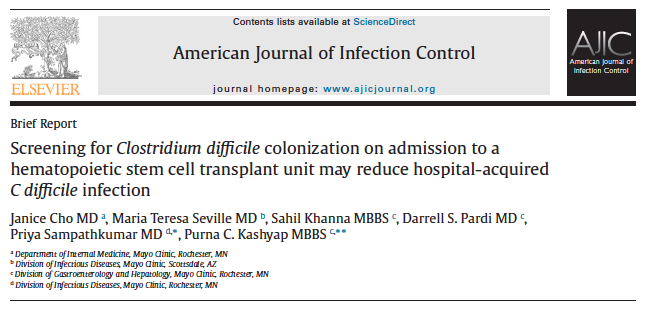 Contents lists available at ScienceDirect
American Journal of Infection Control
journal homepage: www.ajicjournal.org
ELSEVIER
AJIC
American Journal of
Infection Control
Brief Report
Screening for Clostridium difficile colonization on admission to a
hematopoietic stem cell transplant unit may reduce hospital-acquired
C difficile infection
Janice Cho MD a, Maria Teresa Seville MD b, Sahil Khanna MBBS c, Darrell S. Pardi MD c,
Priya Sampathkumar MD d,*, Purna C. Kashyap MBBS c,**
a Department of Internal Medicine, Mayo Clinic, Rochester, MN
b Division of Infectious Diseases, Mayo Clinic, Scottsdale, AZ
c Division of Gastroenterology and Hepatology, Mayo Clinic, Rochester, MN
d Division of Infectious Diseases, Mayo Clinic, Rochester, MN